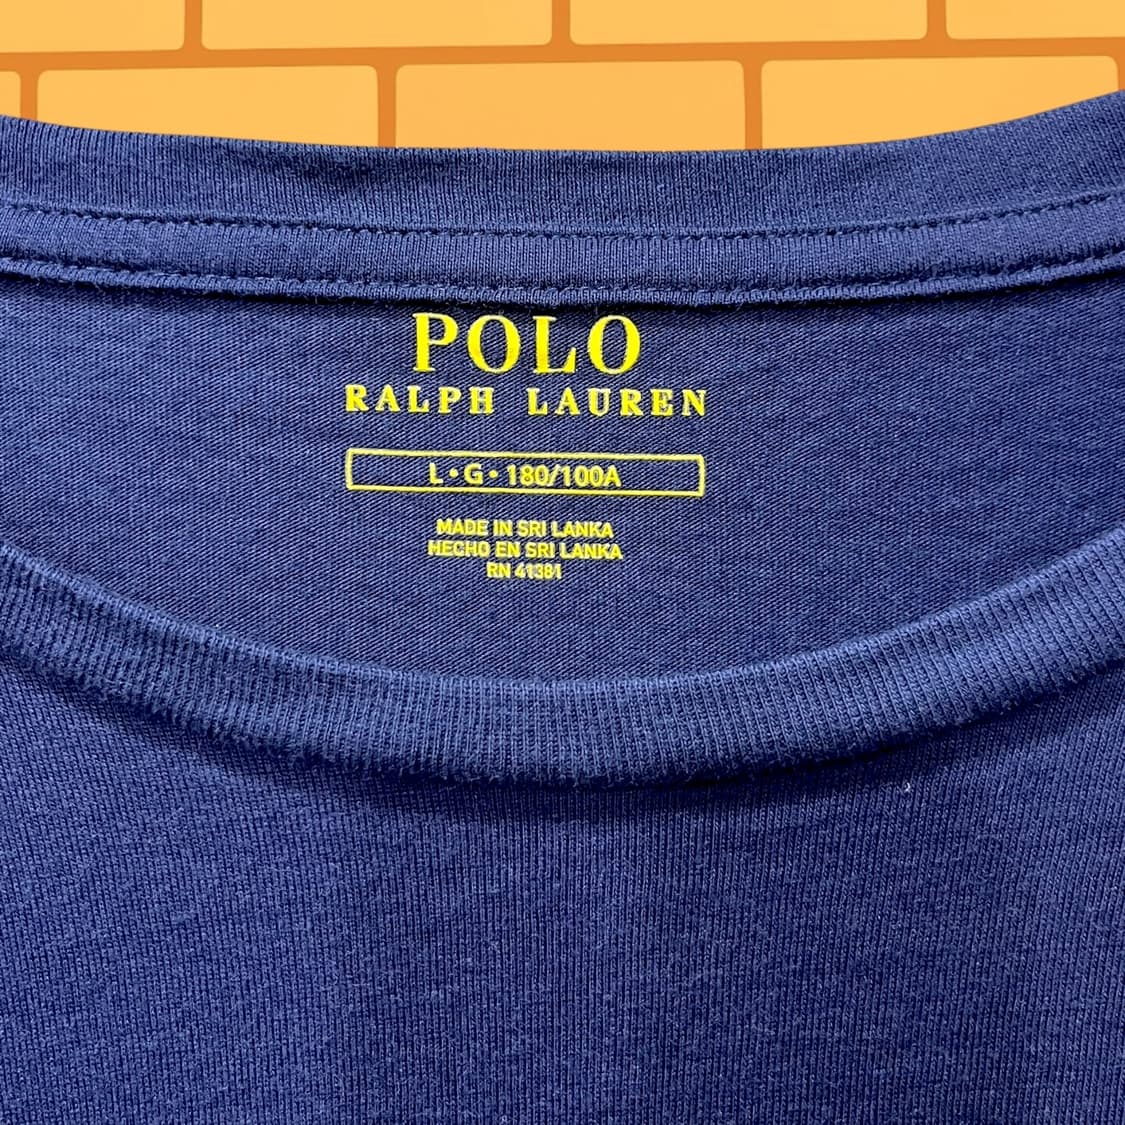 POLO
RALPH LAUREN
L • G • 180/100A
MADE IN SRI LANKA
HECHO EN SRI LANKA
RN 41381